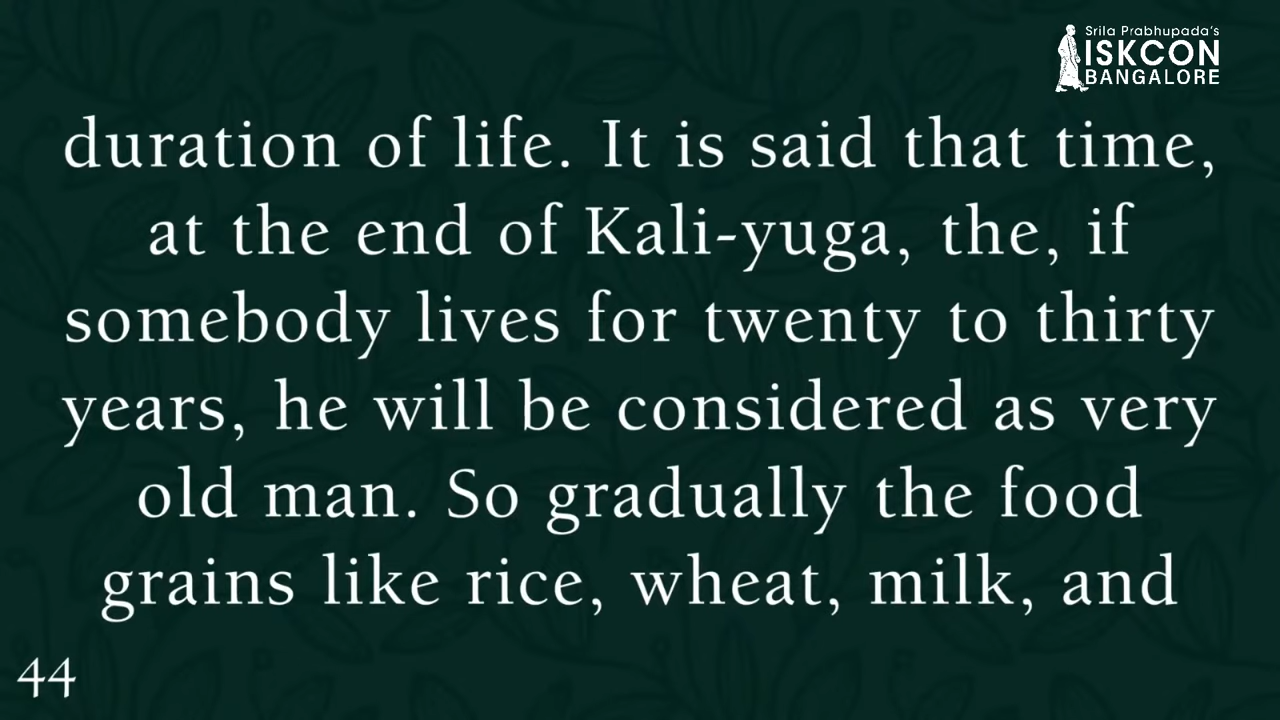 Srila Prabhupada's
ISKCON
BANGALORE
duration of life. It is said that time,
at the end of Kali-yuga, the, if
somebody lives for twenty to thirty
years, he will be considered as very
old man. So gradually the food
grains like rice, wheat, milk, and
44